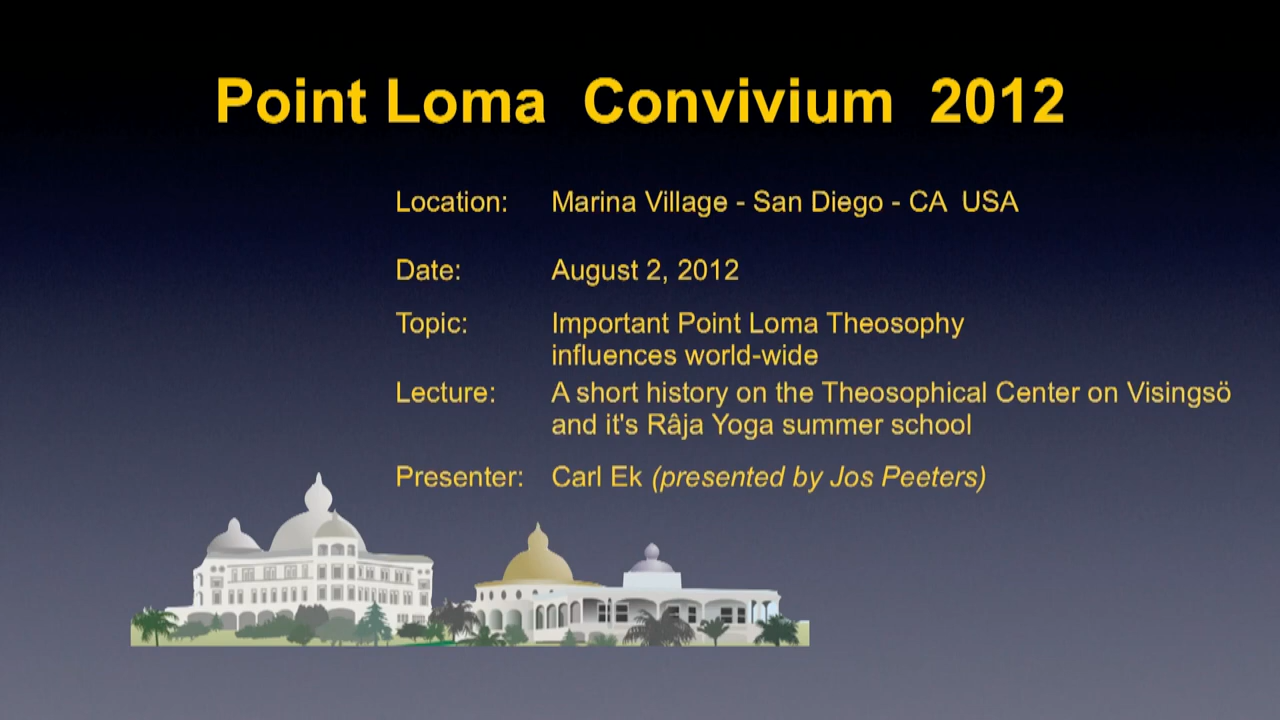 Point Loma Convivium 2012
Location: Marina Village - San Diego - CA USA
Date: August 2, 2012
Topic: Important Point Loma Theosophy
influences world-wide
Lecture: A short history on the Theosophical Center on Visingsö
and it's Râja Yoga summer school
Presenter: Carl Ek (presented by Jos Peeters)